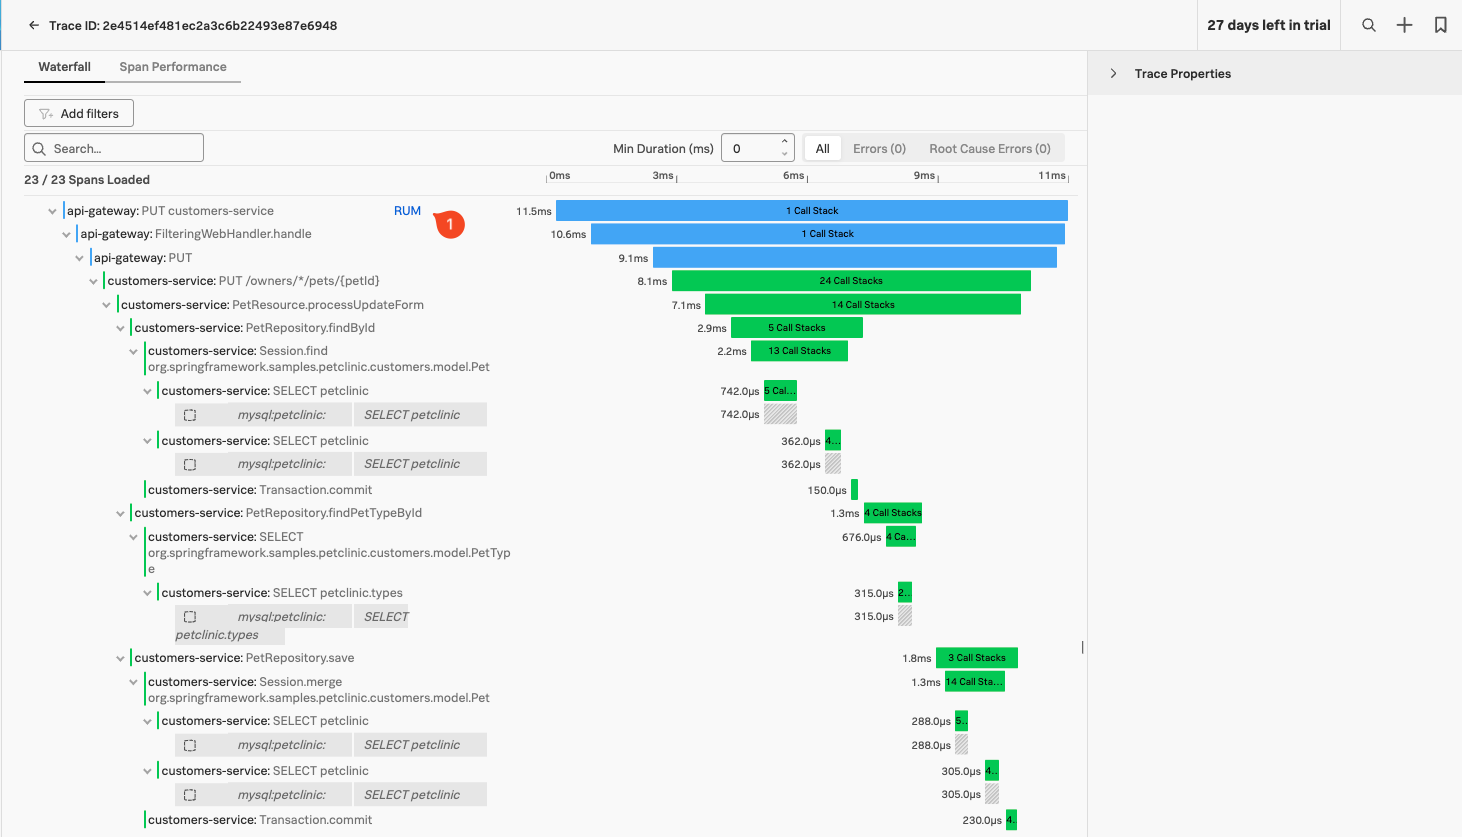 Trace ID: 2e4514ef481ec2a3c6b22493e87e6948
27 days left in trial
Waterfall
Span Performance
Trace Properties
Add filters
Search...
Min Duration (ms)
0
All
Errors (0)
Root Cause Errors (0)
23 / 23 Spans Loaded
0ms 3ms 6ms 9ms 11ms
api-gateway: PUT customers-service RUM 1 11.5ms 1 Call Stack
api-gateway: FilteringWebHandler.handle 10.6ms 1 Call Stack
api-gateway: PUT 9.1ms
customers-service: PUT /owners/*/pets/{petId} 8.1ms 24 Call Stacks
customers-service: PetResource.processUpdateForm 7.1ms 14 Call Stacks
customers-service: PetRepository.findById 2.9ms 5 Call Stacks
customers-service: Session.find 2.2ms 13 Call Stacks
org.springframework.samples.petclinic.customers.model.Pet
customers-service: SELECT petclinic 742.0µs 5 Cal...
mysql:petclinic: SELECT petclinic 742.0µs
customers-service: SELECT petclinic 362.0µs 4...
mysql:petclinic: SELECT petclinic 362.0µs
customers-service: Transaction.commit 150.0µs
customers-service: PetRepository.findPetTypeById 1.3ms 4 Call Stacks
customers-service: SELECT 676.0µs 4 Ca...
org.springframework.samples.petclinic.customers.model.PetTyp
e
customers-service: SELECT petclinic.types 315.0µs 2...
mysql:petclinic: SELECT 315.0µs
petclinic.types
customers-service: PetRepository.save 1.8ms 3 Call Stacks
customers-service: Session.merge 1.3ms 14 Call Sta...
org.springframework.samples.petclinic.customers.model.Pet
customers-service: SELECT petclinic 288.0µs 5..
mysql:petclinic: SELECT petclinic 288.0µs
customers-service: SELECT petclinic 305.0µs 4..
mysql:petclinic: SELECT petclinic 305.0µs
customers-service: Transaction.commit 230.0µs 4.